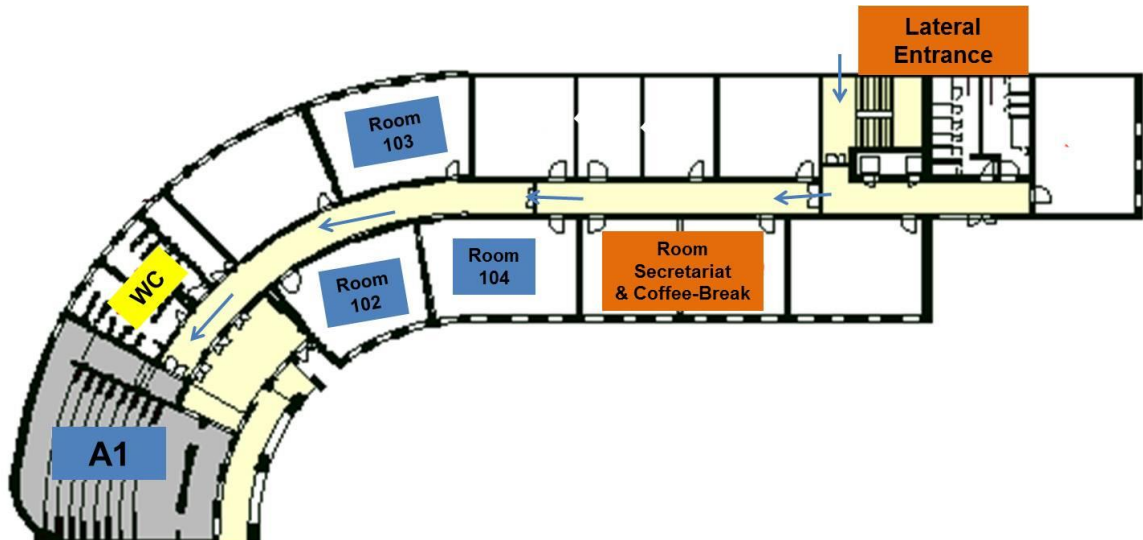 Lateral
Entrance
Room
103
Room
104
Room
Secretariat
& Coffee-Break
Room
102
WC
A1